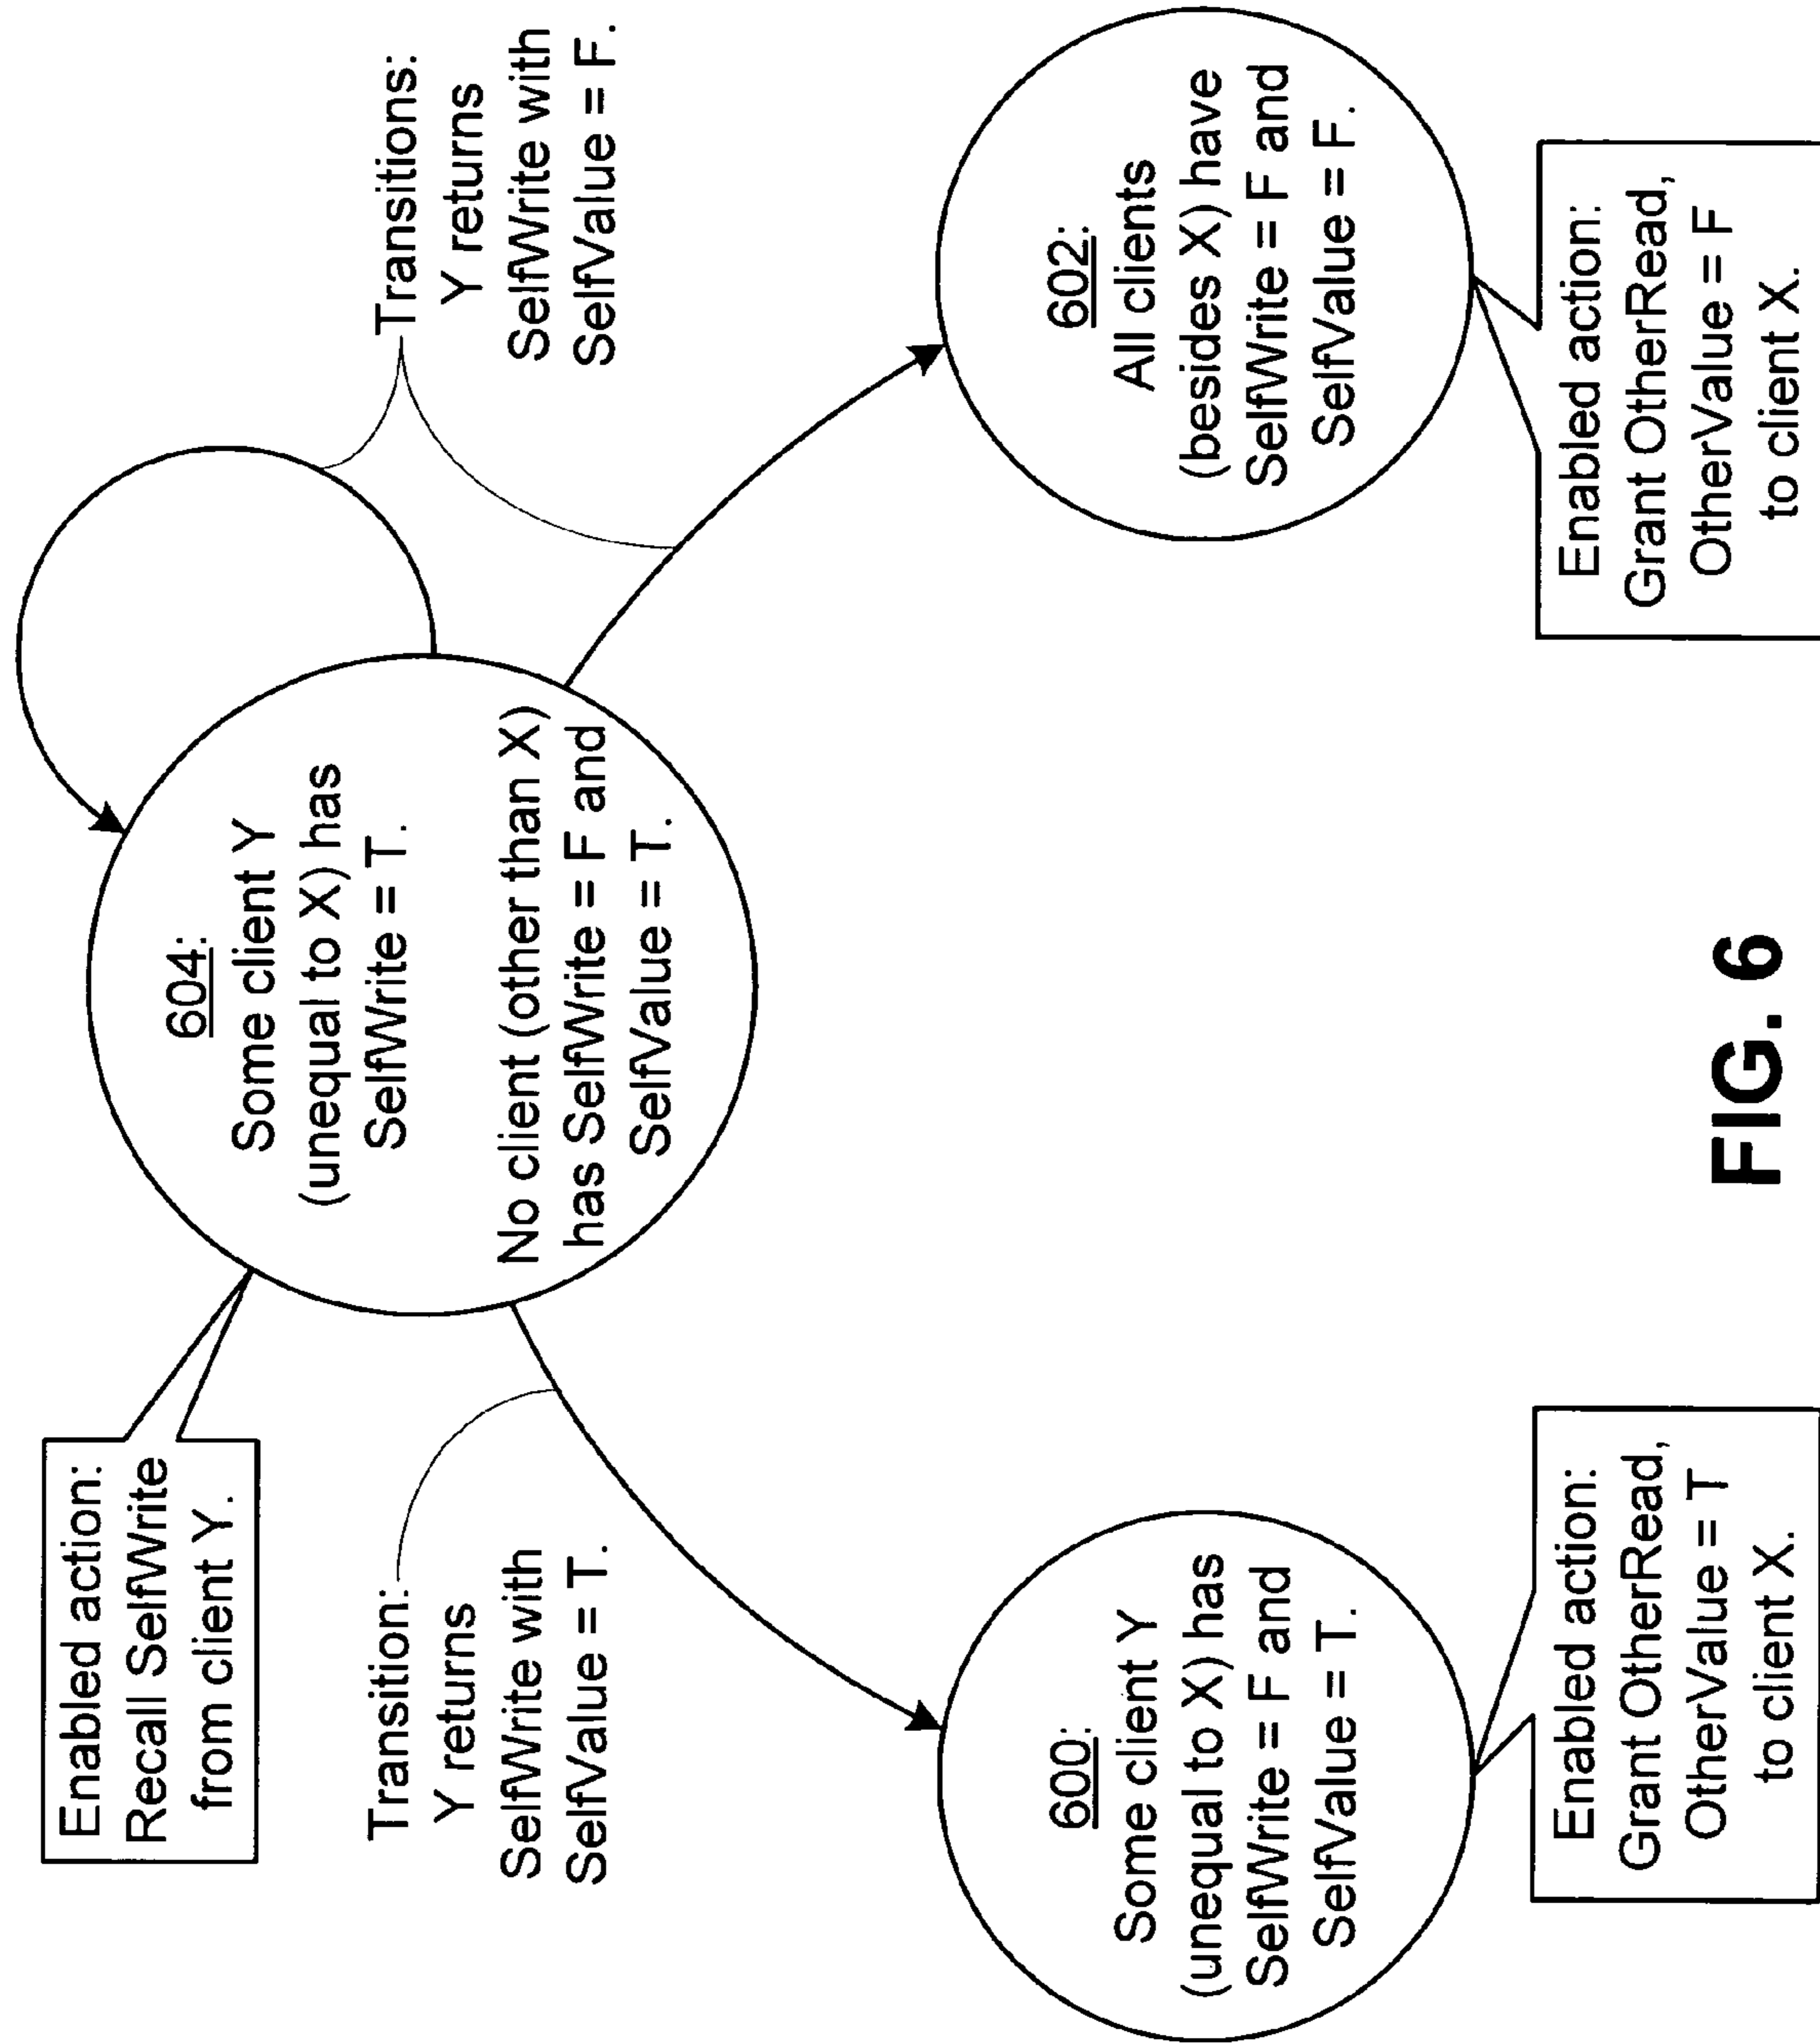 Enabled action:
Recall SelfWrite
from client Y.
604:
Some client Y
(unequal to X) has
SelfWrite = T.
No client (other than X)
has SelfWrite = F and
SelfValue = T.
Transition:
Y returns
SelfWrite with
SelfValue = T.
Transitions:
Y returns
SelfWrite with
SelfValue = F.
600:
Some client Y
(unequal to X) has
SelfWrite = F and
SelfValue = T.
602:
All clients
(besides X) have
SelfWrite = F and
SelfValue = F.
Enabled action:
Grant OtherRead,
OtherValue = T
to client X.
Enabled action:
Grant OtherRead,
OtherValue = F
to client X.
FIG. 6